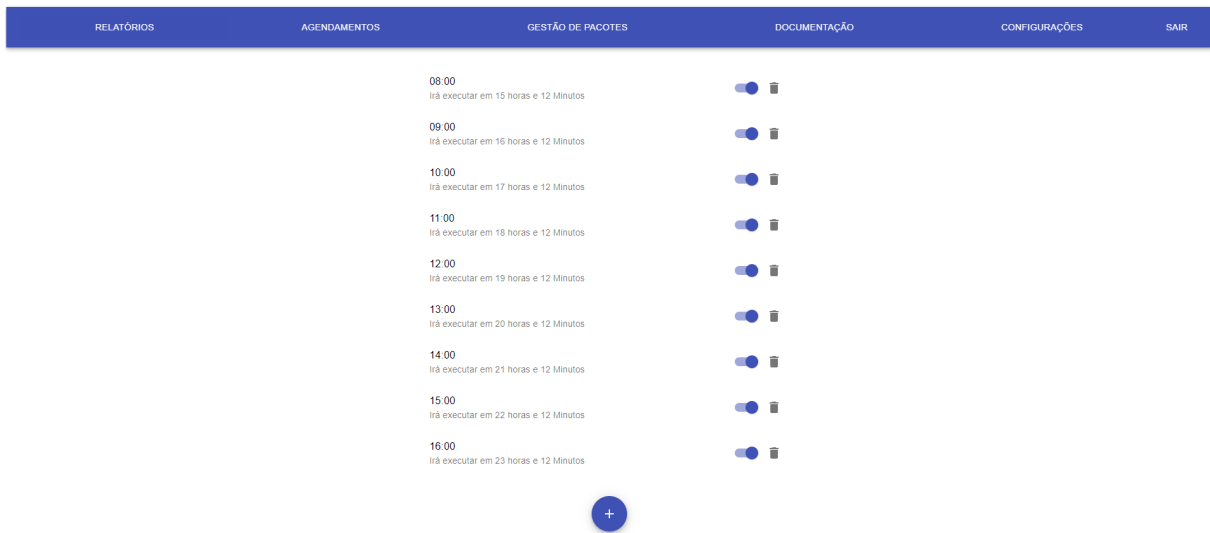 RELATÓRIOS AGENDAMENTOS GESTÃO DE PACOTES DOCUMENTAÇÃO CONFIGURAÇÕES SAIR
08:00
Irá executar em 15 horas e 12 Minutos
09:00
Irá executar em 16 horas e 12 Minutos
10:00
Irá executar em 17 horas e 12 Minutos
11:00
Irá executar em 18 horas e 12 Minutos
12:00
Irá executar em 19 horas e 12 Minutos
13:00
Irá executar em 20 horas e 12 Minutos
14:00
Irá executar em 21 horas e 12 Minutos
15:00
Irá executar em 22 horas e 12 Minutos
16:00
Irá executar em 23 horas e 12 Minutos
+